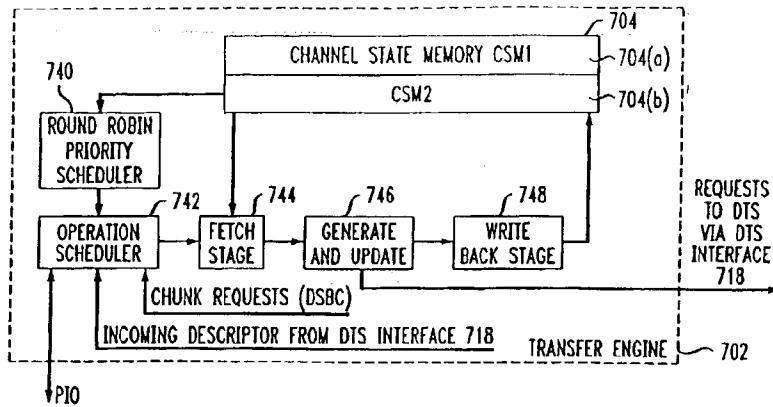 704
CHANNEL STATE MEMORY CSM1
704(a)
740
CSM2
704(b)
ROUND ROBIN
PRIORITY
SCHEDULER
742
744
746
748
REQUESTS
TO DTS
VIA DTS
INTERFACE
718
OPERATION
SCHEDULER
FETCH
STAGE
GENERATE
AND UPDATE
WRITE
BACK STAGE
CHUNK REQUESTS (DSBC)
INCOMING DESCRIPTOR FROM DTS INTERFACE 718
TRANSFER ENGINE
702
PIO